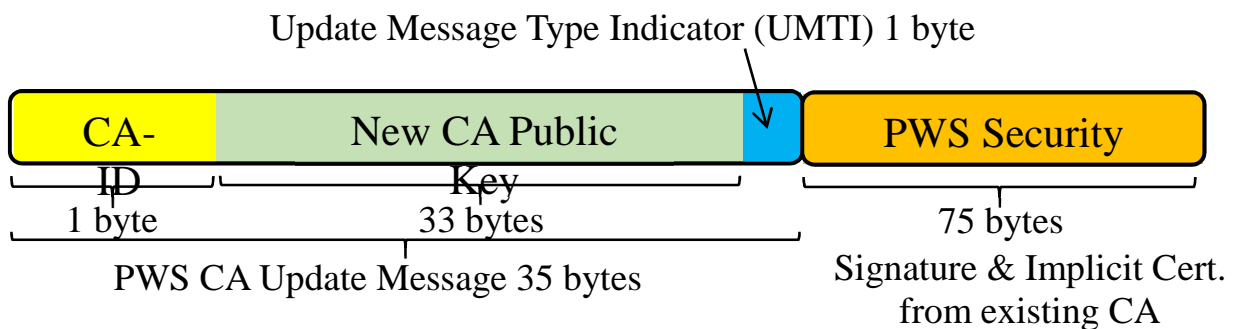 Update Message Type Indicator (UMTI) 1 byte
CA-
ID
New CA Public
Key
PWS Security
1 byte
33 bytes
75 bytes
PWS CA Update Message 35 bytes
Signature & Implicit Cert.
from existing CA